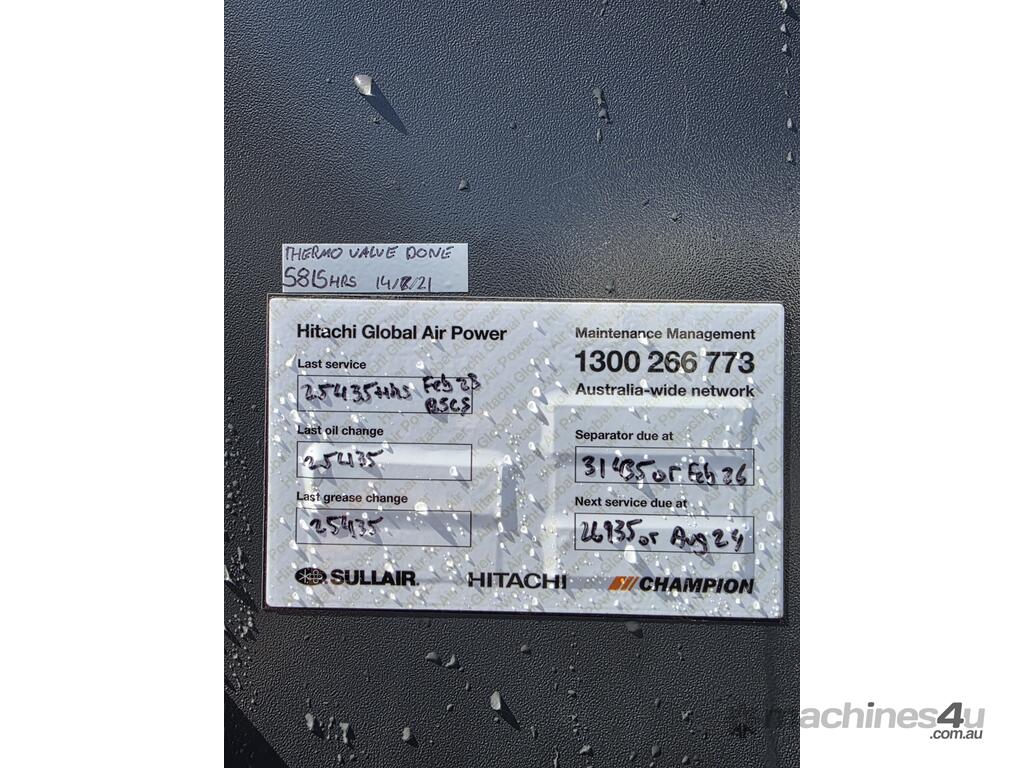 THERMO VALVE DONE
5815HRS 14/8/21
Hitachi Global Air Power
Last service
25435Hrs Feb 23
Last oil change
25435
Last grease change
25435
SULLAIR
HITACHI
Maintenance Management
1300 266 773
Australia-wide network
Separator due at
31435 or Feb 26
Next service due at
26935 or Aug 24
CHAMPION
machines4u
.com.au